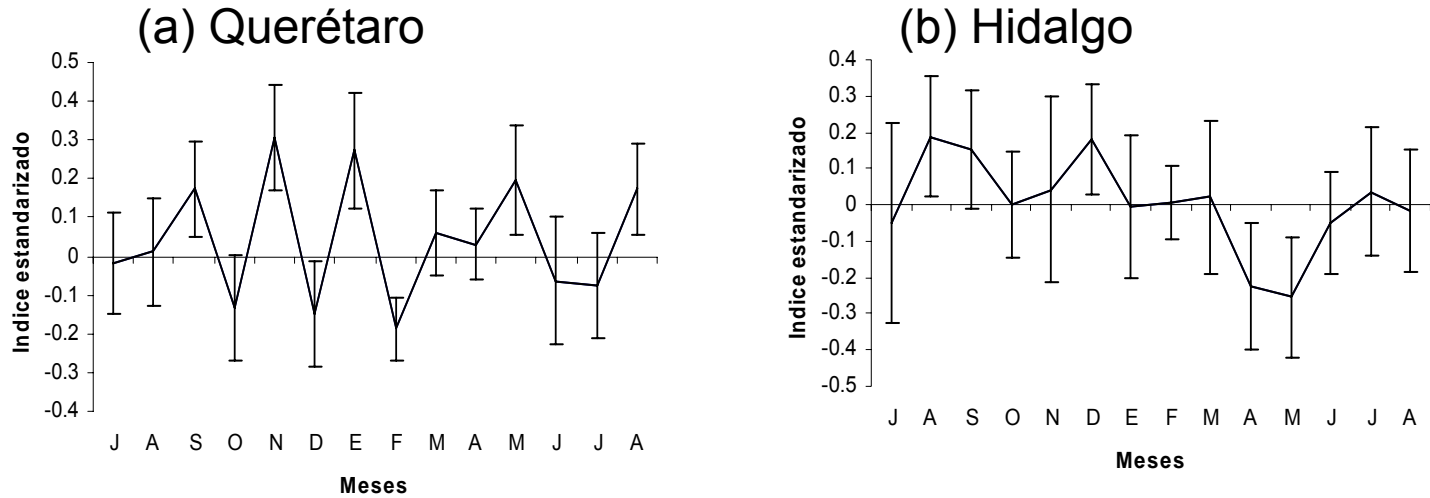 (a) Querétaro
0.5
0.4
0.3
0.2
0.1
0
-0.1
-0.2
-0.3
-0.4
Indice estandarizado
J A S O N D E F M A M J J A
Meses
(b) Hidalgo
0.4
0.3
0.2
0.1
0
-0.1
-0.2
-0.3
-0.4
-0.5
Indice estandarizado
J A S O N D E F M A M J J A
Meses